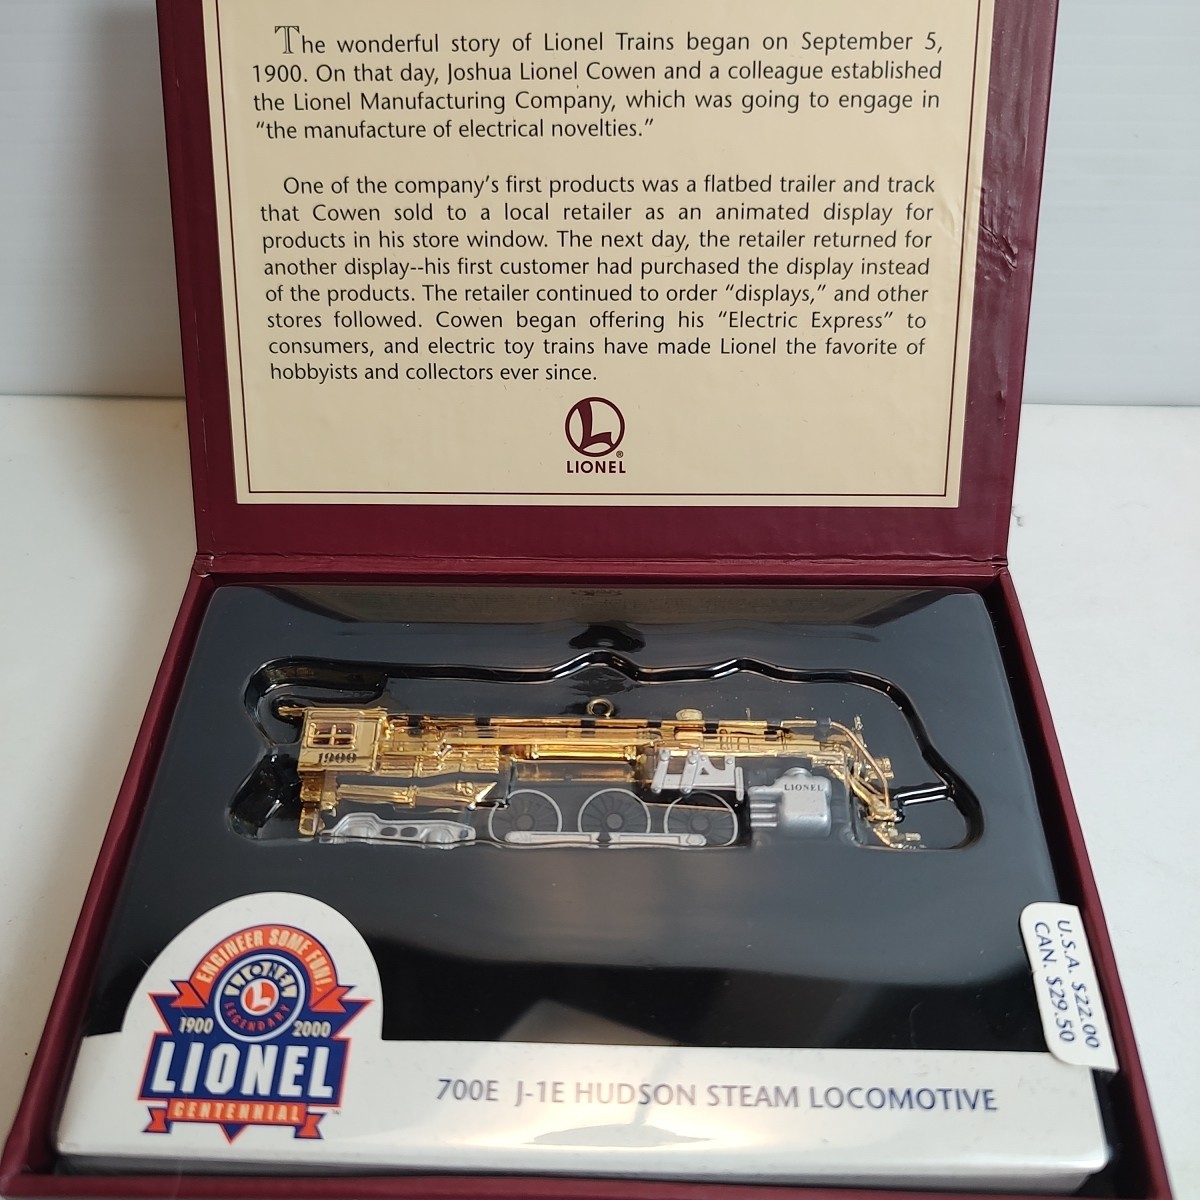 The wonderful story of Lionel Trains began on September 5,
1900. On that day, Joshua Lionel Cowen and a colleague established
the Lionel Manufacturing Company, which was going to engage in
“the manufacture of electrical novelties.”
One of the company’s first products was a flatbed trailer and track
that Cowen sold to a local retailer as an animated display for
products in his store window. The next day, the retailer returned for
another display--his first customer had purchased the display instead
of the products. The retailer continued to order “displays,” and other
stores followed. Cowen began offering his “Electric Express” to
consumers, and electric toy trains have made Lionel the favorite of
hobbyists and collectors ever since.
L ®
LIONEL
1900
LIONEL
U.S.A. $22.00
CAN. $29.50
ENGINEER SOME FUN!
LIONEL
L
LEGENDARY
1900 2000
LIONEL
CENTENNIAL ™
700E J-1E HUDSON STEAM LOCOMOTIVE